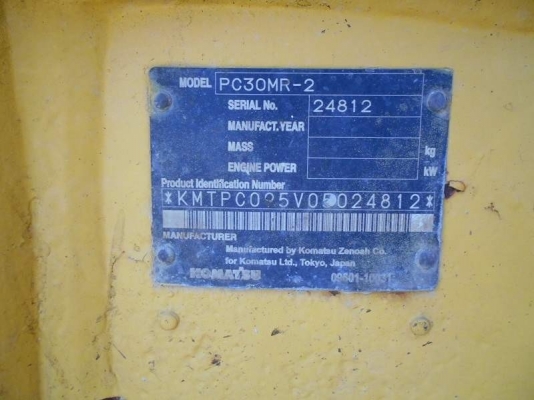 MODEL PC30MR-2
SERIAL No. 24812
MANUFACT.YEAR
MASS kg
ENGINE POWER kW
Product Identification Number
MANUFACTURER
Manufactured by Komatsu Zenoah Co.
for Komatsu Ltd., Tokyo, Japan
KOMATSU